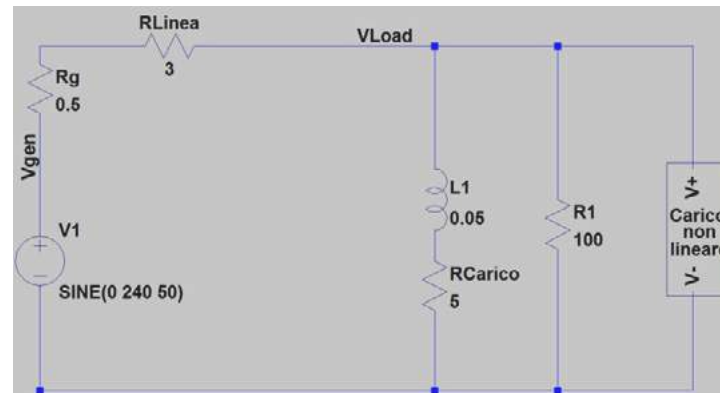 RLinea
3
VLoad
Rg
0.5
Vgen
V1
SINE(0 240 50)
L1
0.05
RCarico
5
R1
100
V+
Carico
non
lineare
V-